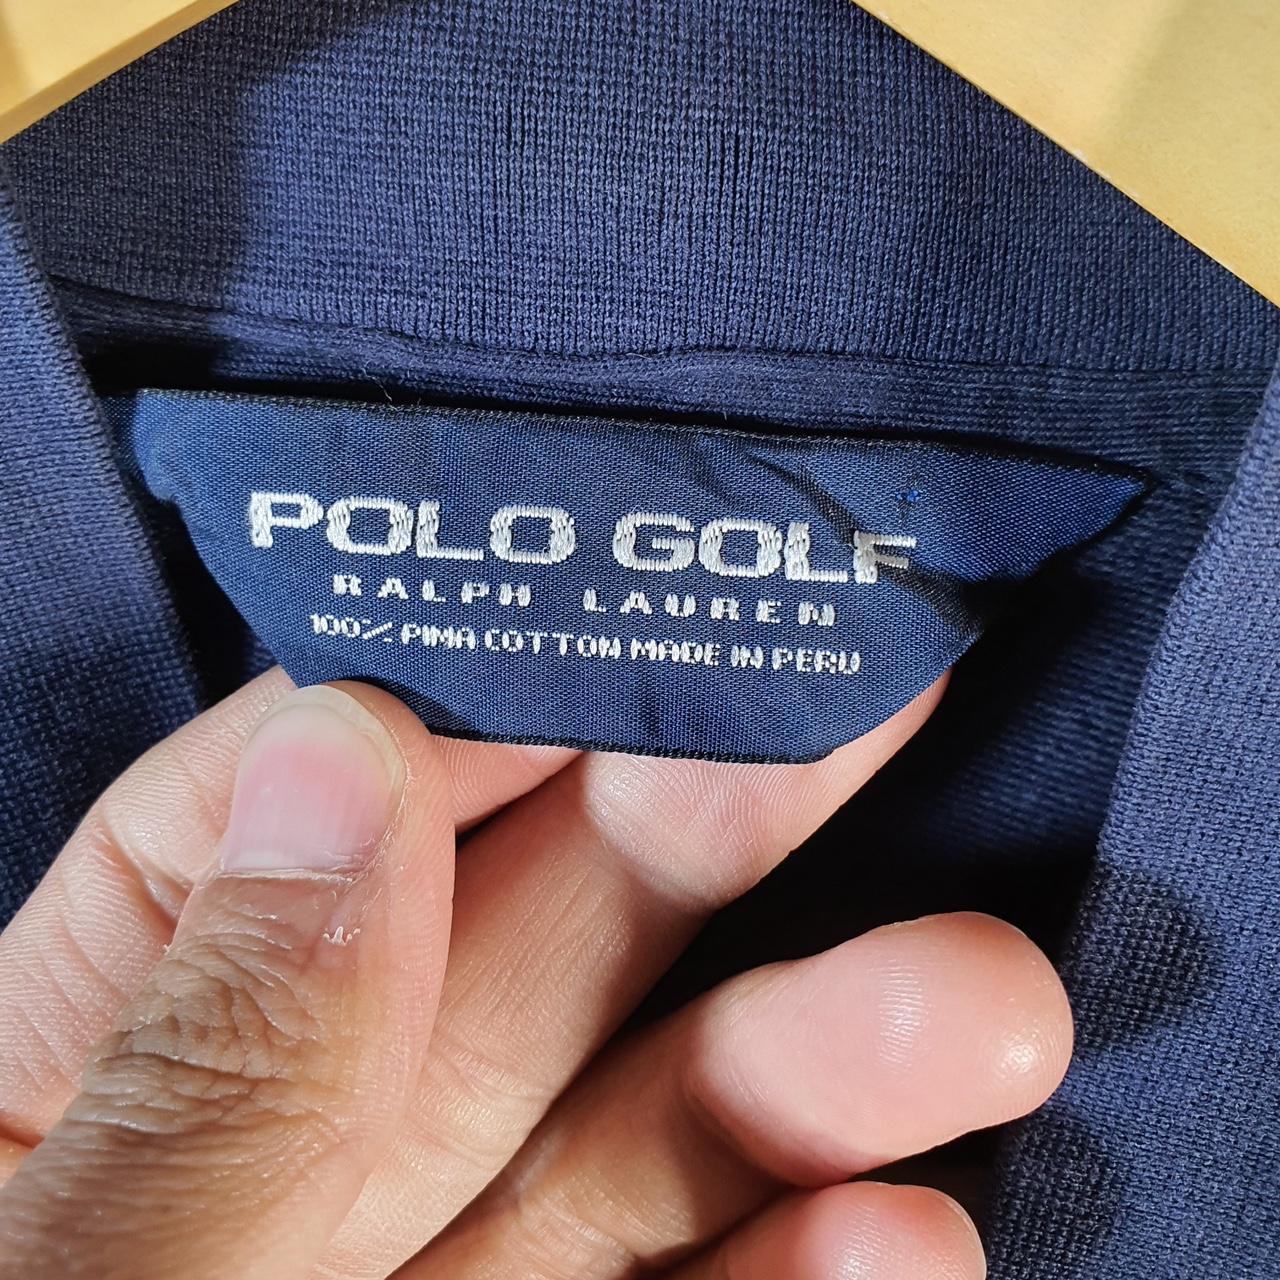 POLO GOLF
RALPH LAUREN
100% PIMA COTTON MADE IN PERU